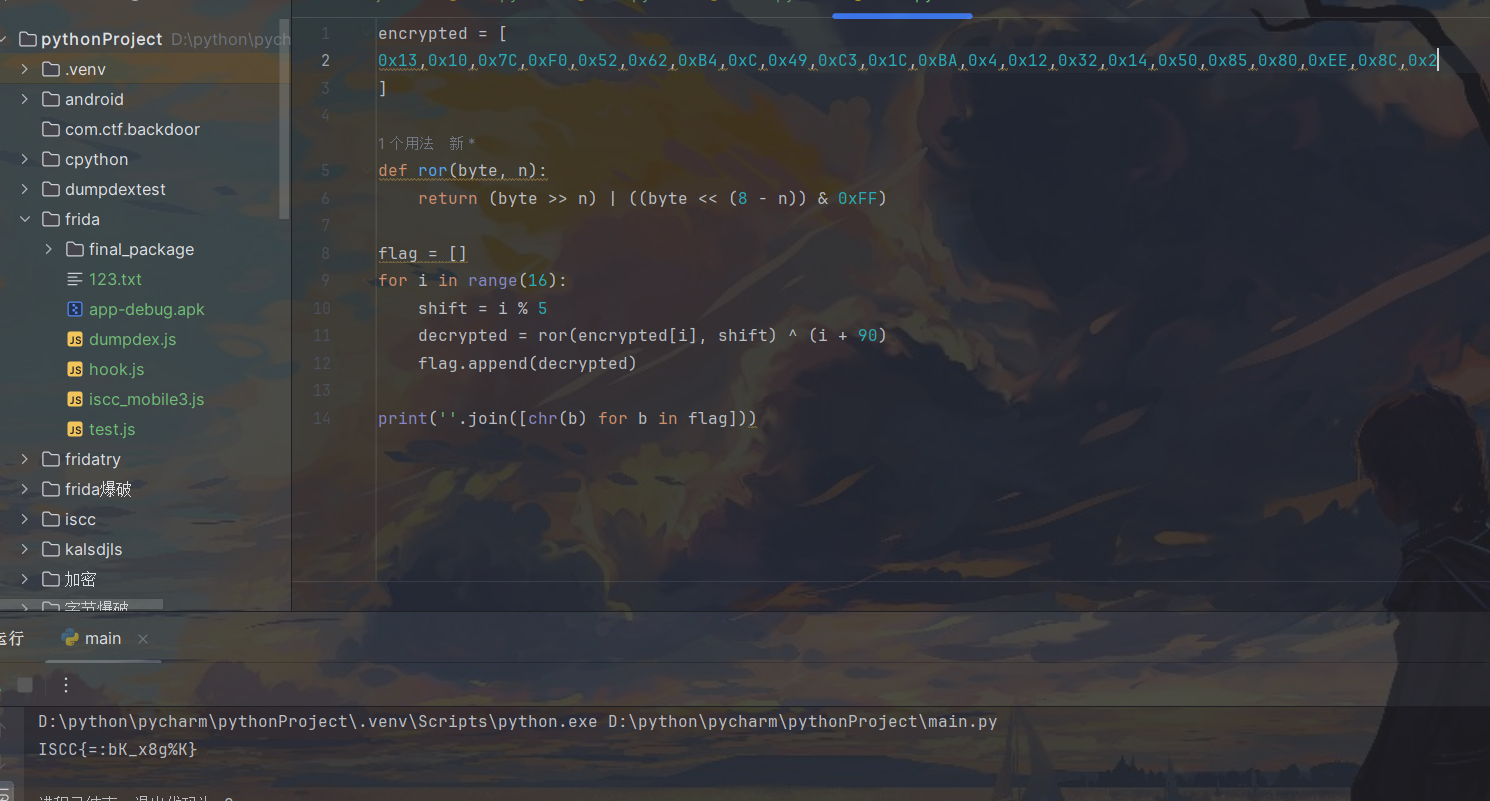 pythonProject D:\python\pych
.venv
android
com.ctf.backdoor
cpython
dumpdextest
frida
final_package
123.txt
app-debug.apk
dumpdex.js
hook.js
iscc_mobile3.js
test.js
fridatry
frida爆破
iscc
kalsdjls
加密
字节爆破
1 encrypted = [
2 0x13,0x10,0x7C,0xF0,0x52,0x62,0xB4,0xC,0x49,0xC3,0x1C,0xBA,0x4,0x12,0x32,0x14,0x50,0x85,0x80,0xEE,0x8C,0x2
3 ]
4
1 个用法 新 *
5 def ror(byte, n):
6 return (byte >> n) | ((byte << (8 - n)) & 0xFF)
7
8 flag = []
9 for i in range(16):
10 shift = i % 5
11 decrypted = ror(encrypted[i], shift) ^ (i + 90)
12 flag.append(decrypted)
13
14 print(''.join([chr(b) for b in flag]))
运行 main
D:\python\pycharm\pythonProject\.venv\Scripts\python.exe D:\python\pycharm\pythonProject\main.py
ISCC{=:bK_x8g%K}